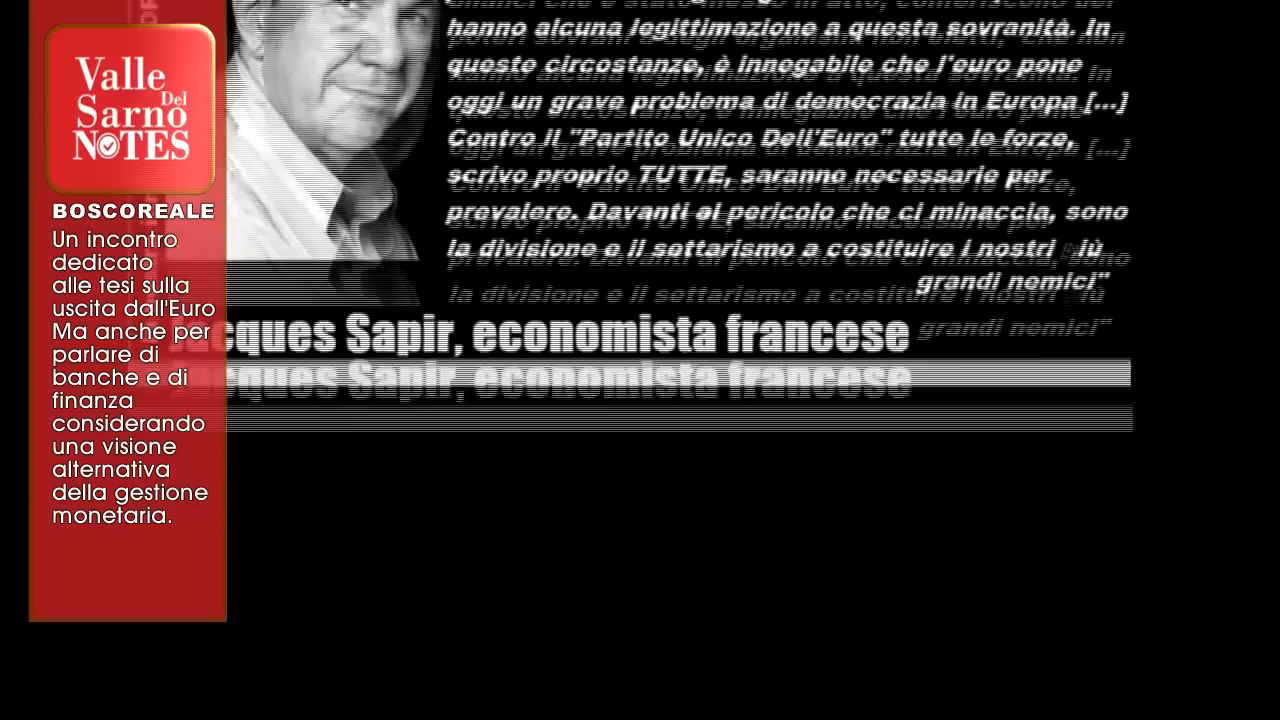 Valle
Del
Sarno
NOTES
BOSCOREALE
Un incontro
dedicato
alle tesi sulla
uscita dall'Euro
Ma anche per
parlare di
banche e di
finanza
considerando
una visione
alternativa
della gestione
monetaria.
hanno alcuna legittimazione a questa sovranità. In
queste circostanze, è innegabile che l'euro pone
oggi un grave problema di democrazia in Europa [...]
Contro il "Partito Unico Dell'Euro" tutte le forze,
scrivo proprio TUTTE, saranno necessarie per
prevalere. Davanti al pericolo che ci minaccia, sono
la divisione e il settarismo a costituire i nostri più
grandi nemici"
Jacques Sapir, economista francese